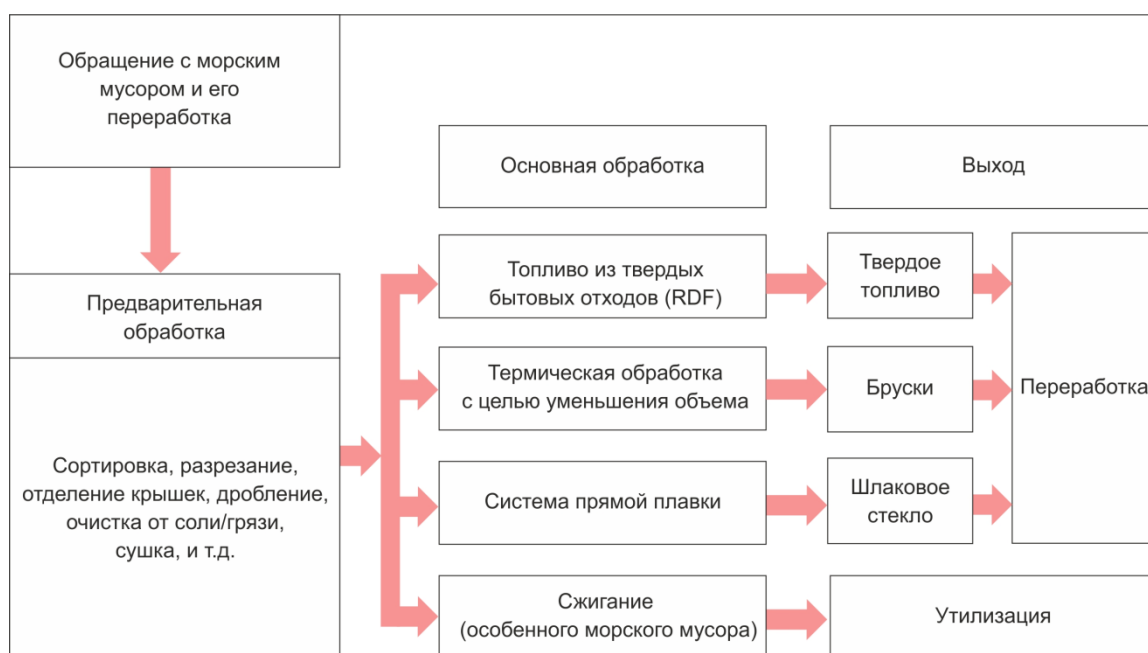 Обращение с морским
мусором и его
переработка
Основная обработка
Выход
Предварительная
обработка
Сортировка, разрезание,
отделение крышек, дробление,
очистка от соли/грязи,
сушка, и т.д.
Топливо из твердых
бытовых отходов (RDF)
Твердое
топливо
Термическая обработка
с целью уменьшения объема
Бруски
Переработка
Система прямой плавки
Шлаковое
стекло
Сжигание
(особенного морского мусора)
Утилизация